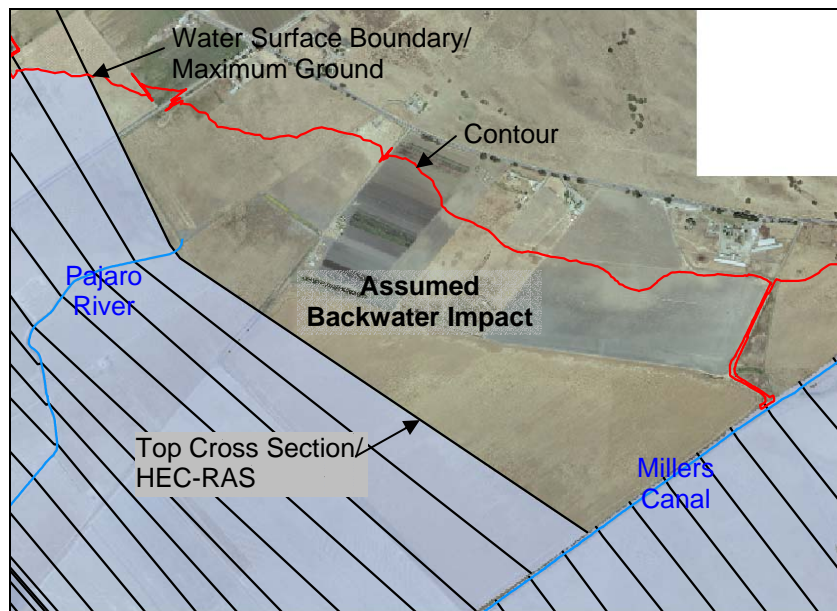 Water Surface Boundary/
Maximum Ground
Contour
Pajaro
River
Assumed
Backwater Impact
Top Cross Section/
HEC-RAS
Millers
Canal